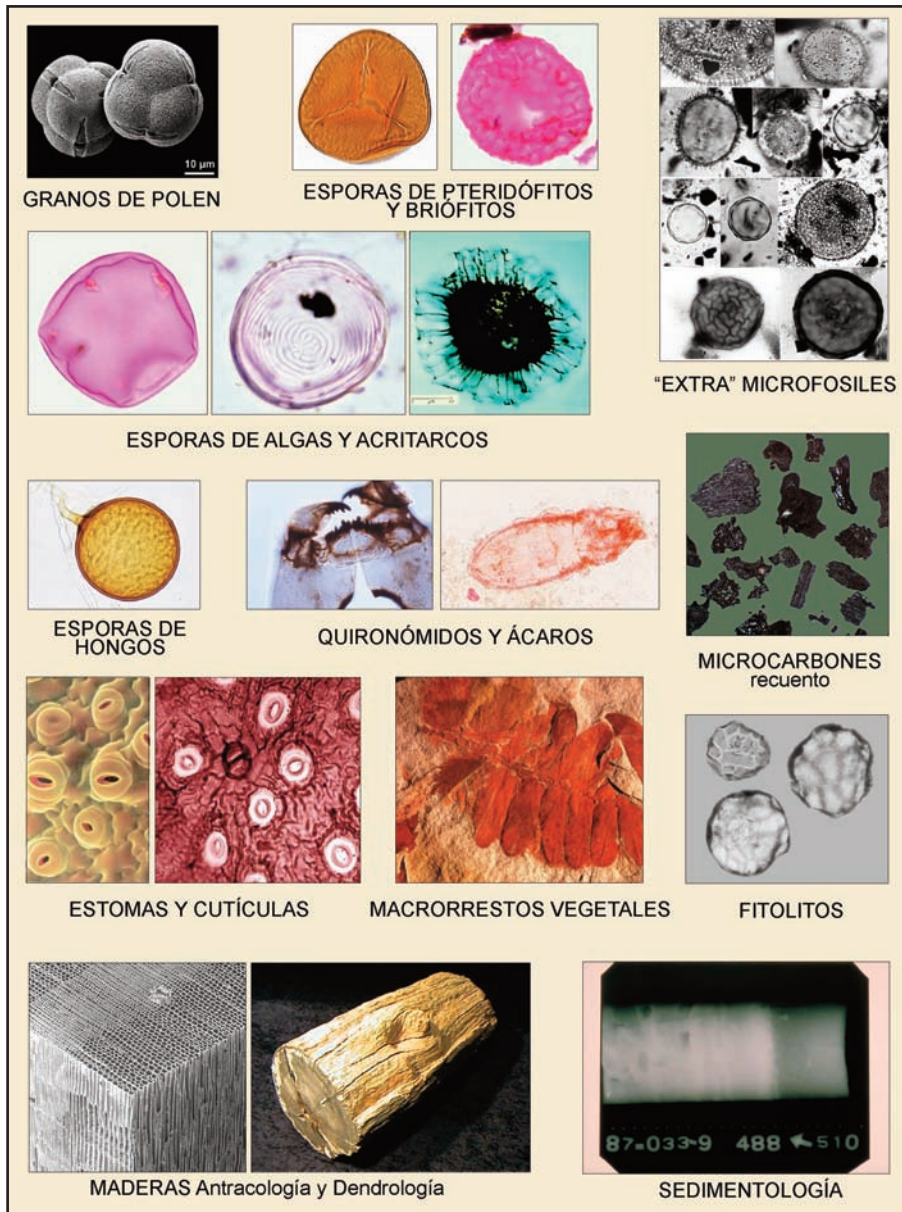 10 µm
GRANOS DE POLEN
ESPORAS DE PTERIDÓFITOS
Y BRIÓFITOS
"EXTRA" MICROFOSILES
ESPORAS DE ALGAS Y ACRITARCOS
ESPORAS DE
HONGOS
QUIRONÓMIDOS Y ÁCAROS
MICROCARBONES
recuento
ESTOMAS Y CUTÍCULAS
MACRORRESTOS VEGETALES
FITOLITOS
MADERAS Antracología y Dendrología
87-033-9 488 ← 510
SEDIMENTOLOGÍA